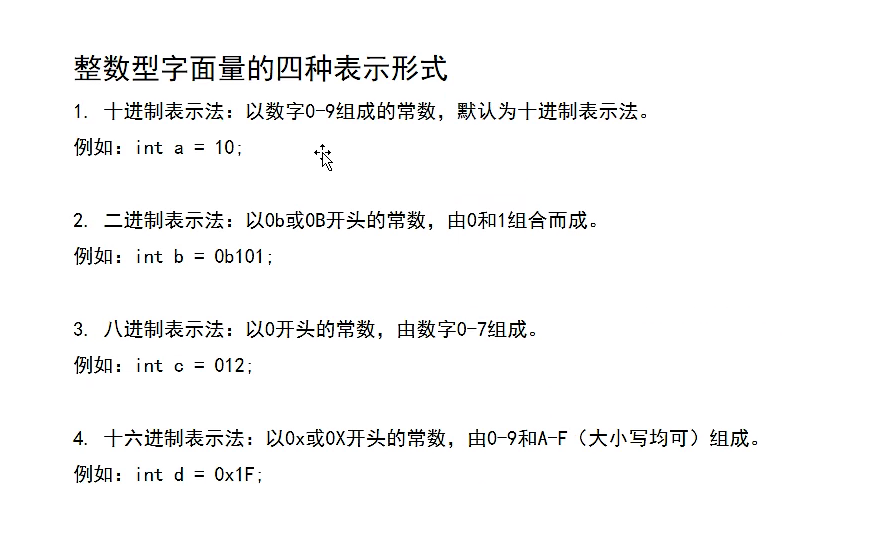 整数型字面量的四种表示形式
1. 十进制表示法：以数字0-9组成的常数，默认为十进制表示法。
例如：int a = 10;
2. 二进制表示法：以0b或0B开头的常数，由0和1组合而成。
例如：int b = 0b101;
3. 八进制表示法：以0开头的常数，由数字0-7组成。
例如：int c = 012;
4. 十六进制表示法：以0x或0X开头的常数，由0-9和A-F（大小写均可）组成。
例如：int d = 0x1F;